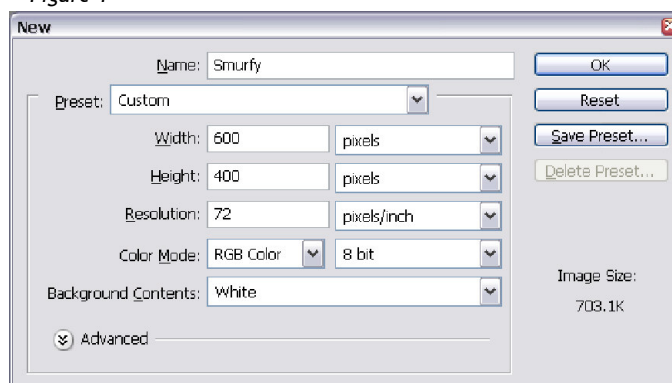 New
Name: Smurfy
OK
Preset: Custom
Reset
Width: 600 pixels
Save Preset...
Height: 400 pixels
Delete Preset...
Resolution: 72 pixels/inch
Color Mode: RGB Color 8 bit
Image Size:
703.1K
Background Contents: White
Advanced